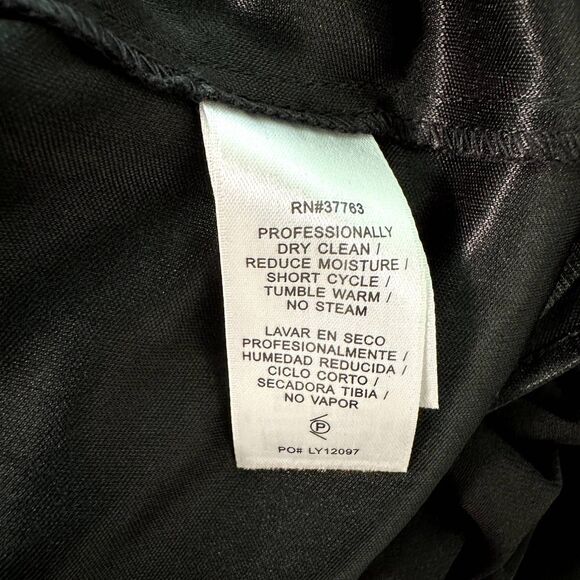 RN#37763
PROFESSIONALLY
DRY CLEAN /
REDUCE MOISTURE /
SHORT CYCLE /
TUMBLE WARM /
NO STEAM
LAVAR EN SECO
PROFESIONALMENTE /
HUMEDAD REDUCIDA /
CICLO CORTO /
SECADORA TIBIA /
NO VAPOR
P
PO# LY12097